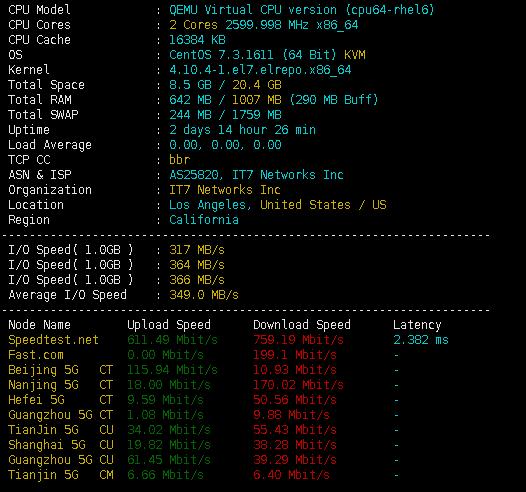 CPU Model : QEMU Virtual CPU version (cpu64-rhel6)
CPU Cores : 2 Cores 2599.998 MHz x86_64
CPU Cache : 16384 KB
OS : CentOS 7.3.1611 (64 Bit) KVM
Kernel : 4.10.4-1.el7.elrepo.x86_64
Total Space : 8.5 GB / 20.4 GB
Total RAM : 642 MB / 1007 MB (290 MB Buff)
Total SWAP : 244 MB / 1759 MB
Uptime : 2 days 14 hour 26 min
Load Average : 0.00, 0.00, 0.00
TCP CC : bbr
ASN & ISP : AS25820, IT7 Networks Inc
Organization : IT7 Networks Inc
Location : Los Angeles, United States / US
Region : California
----------------------------------------------------------------------
I/O Speed( 1.0GB ) : 317 MB/s
I/O Speed( 1.0GB ) : 364 MB/s
I/O Speed( 1.0GB ) : 366 MB/s
Average I/O Speed : 349.0 MB/s
----------------------------------------------------------------------
Node Name Upload Speed Download Speed Latency
Speedtest.net 611.49 Mbit/s 759.19 Mbit/s 2.382 ms
Fast.com 0.00 Mbit/s 199.1 Mbit/s -
Beijing 5G CT 115.94 Mbit/s 10.93 Mbit/s -
Nanjing 5G CT 18.00 Mbit/s 170.02 Mbit/s -
Hefei 5G CT 9.59 Mbit/s 50.56 Mbit/s -
Guangzhou 5G CT 1.08 Mbit/s 9.88 Mbit/s -
TianJin 5G CU 34.02 Mbit/s 55.43 Mbit/s -
Shanghai 5G CU 19.82 Mbit/s 38.28 Mbit/s -
Guangzhou 5G CU 61.45 Mbit/s 39.29 Mbit/s -
Tianjin 5G CM 6.66 Mbit/s 6.40 Mbit/s -